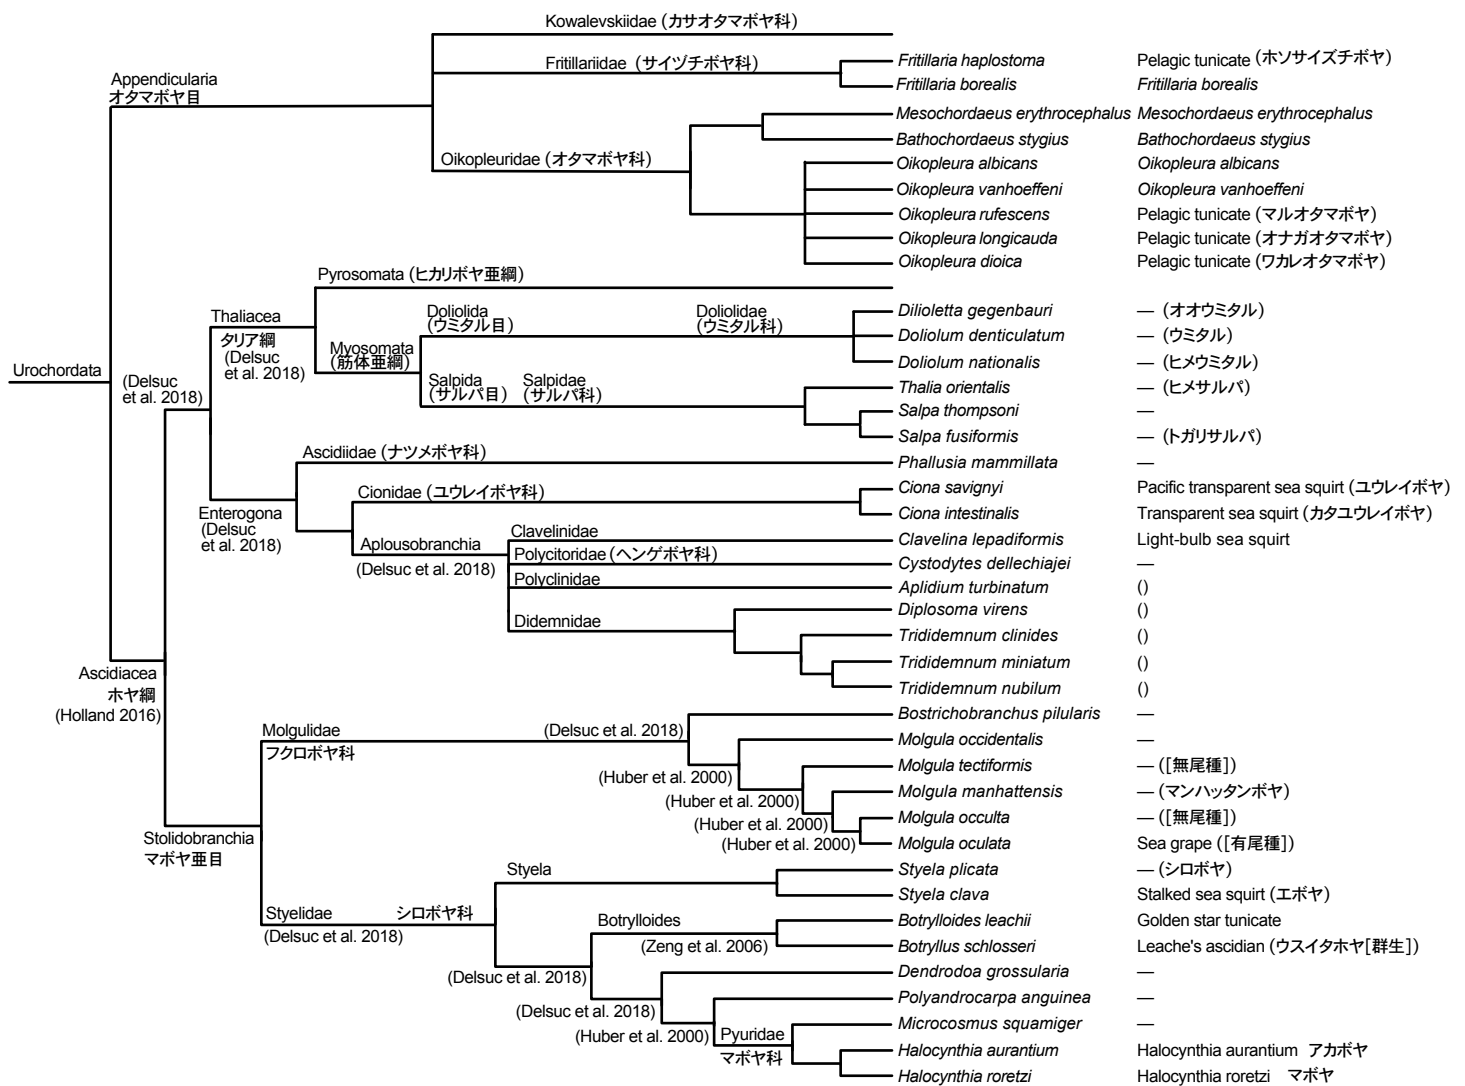 Kowalevskiidae (カサオタマボヤ科)
Appendicularia
オタマボヤ目
Fritillariidae (サイヅチボヤ科)
Fritillaria haplostoma Pelagic tunicate (ホソサイズチボヤ)
Fritillaria borealis Fritillaria borealis
Mesochordaeus erythrocephalus Mesochordaeus erythrocephalus
Bathochordaeus stygius Bathochordaeus stygius
Oikopleuridae (オタマボヤ科)
Oikopleura albicans Oikopleura albicans
Oikopleura vanhoeffeni Oikopleura vanhoeffeni
Oikopleura rufescens Pelagic tunicate (マルオタマボヤ)
Oikopleura longicauda Pelagic tunicate (オナガオタマボヤ)
Oikopleura dioica Pelagic tunicate (ワカレオタマボヤ)
Pyrosomata (ヒカリボヤ亜綱)
Thaliacea
タリア綱
(Delsuc
et al. 2018)
Doliolida
(ウミタル目)
Doliolidae
(ウミタル科)
Dilioletta gegenbauri — (オオウミタル)
Doliolum denticulatum — (ウミタル)
Doliolum nationalis — (ヒメウミタル)
Myosomata
(筋体亜綱)
Urochordata
(Delsuc
et al. 2018)
Salpida
(サルパ目)
Salpidae
(サルパ科)
Thalia orientalis — (ヒメサルパ)
Salpa thompsoni —
Salpa fusiformis — (トガリサルパ)
Ascidiidae (ナツメボヤ科)
Phallusia mammillata —
Cionidae (ユウレイボヤ科)
Ciona savignyi Pacific transparent sea squirt (ユウレイボヤ)
Ciona intestinalis Transparent sea squirt (カタユウレイボヤ)
Enterogona
(Delsuc
et al. 2018)
Aplousobranchia
(Delsuc et al. 2018)
Clavelinidae
Clavelina lepadiformis Light-bulb sea squirt
Polycitoridae (ヘンゲボヤ科)
Cystodytes dellechiajei —
Polyclinidae
Aplidium turbinatum ()
Didemnidae
Diplosoma virens ()
Trididemnum clinides ()
Trididemnum miniatum ()
Trididemnum nubilum ()
Ascidiacea
ホヤ綱
(Holland 2016)
Molgulidae
フクロボヤ科
(Delsuc et al. 2018)
Bostrichobranchus pilularis —
Molgula occidentalis —
(Huber et al. 2000)
Molgula tectiformis — ([無尾種])
(Huber et al. 2000)
Molgula manhattensis — (マンハッタンボヤ)
(Huber et al. 2000)
Molgula occulta — ([無尾種])
(Huber et al. 2000)
Molgula oculata Sea grape ([有尾種])
Stolidobranchia
マボヤ亜目
Styela
Styela plicata — (シロボヤ)
Styela clava Stalked sea squirt (エボヤ)
Styelidae シロボヤ科
(Delsuc et al. 2018)
Botrylloides
(Zeng et al. 2006)
Botrylloides leachii Golden star tunicate
Botryllus schlosseri Leache's ascidian (ウスイタホヤ[群生])
(Delsuc et al. 2018)
Dendrodoa grossularia —
(Delsuc et al. 2018)
Polyandrocarpa anguinea —
(Huber et al. 2000)
Pyuridae
マボヤ科
Microcosmus squamiger —
Halocynthia aurantium Halocynthia aurantium アカボヤ
Halocynthia roretzi Halocynthia roretzi マボヤ